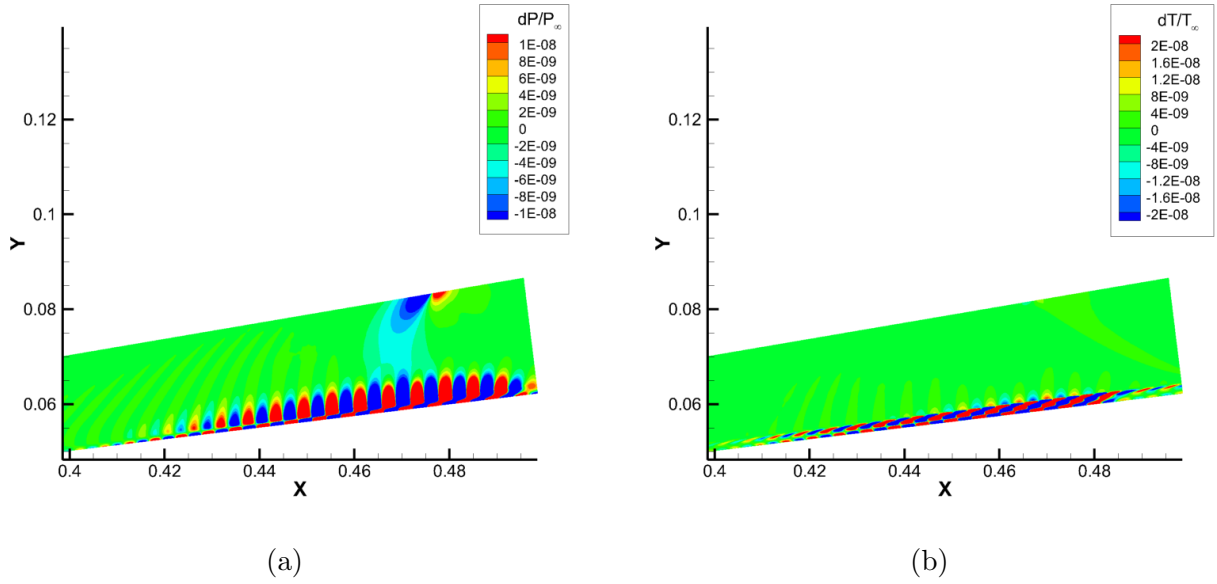 dP/P∞
1E-08
8E-09
6E-09
4E-09
2E-09
0
-2E-09
-4E-09
-6E-09
-8E-09
-1E-08
Y
0.12
0.1
0.08
0.06
0.4 0.42 0.44 0.46 0.48
X
(a)
dT/T∞
2E-08
1.6E-08
1.2E-08
8E-09
4E-09
0
-4E-09
-8E-09
-1.2E-08
-1.6E-08
-2E-08
Y
0.12
0.1
0.08
0.06
0.4 0.42 0.44 0.46 0.48
X
(b)